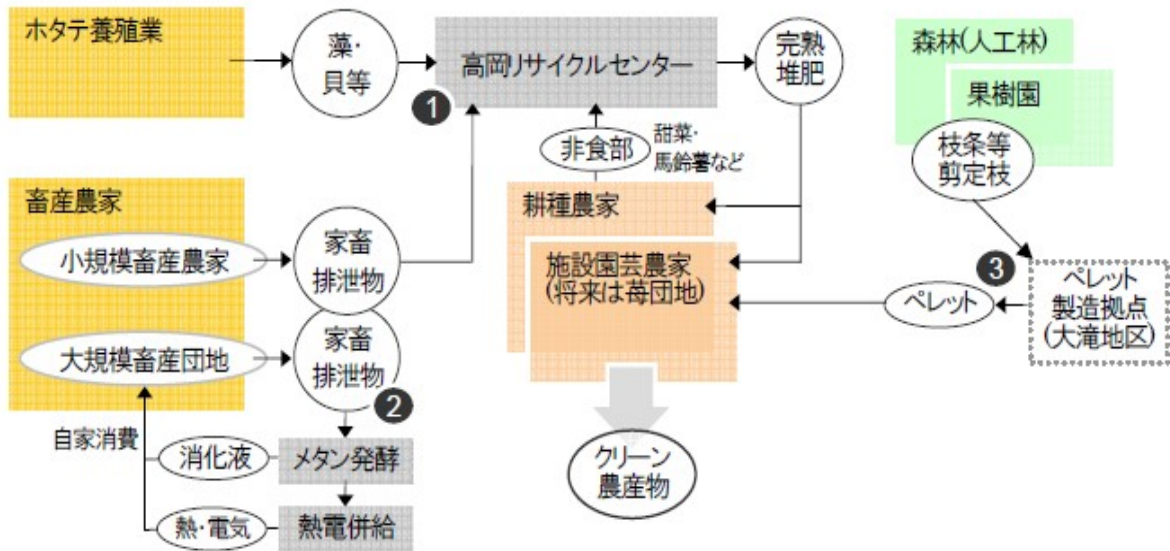 ホタテ養殖業
藻・
貝等
高岡リサイクルセンター
完熟
堆肥
森林(人工林)
果樹園
枝条等
剪定枝
1
非食部
甜菜・
馬鈴薯など
畜産農家
小規模畜産農家
家畜
排泄物
耕種農家
施設園芸農家
(将来は苺団地)
3
ペレット
製造拠点
(大滝地区)
ペレット
大規模畜産団地
家畜
排泄物
2
自家消費
消化液
メタン発酵
熱・電気
熱電併給
クリーン
農産物